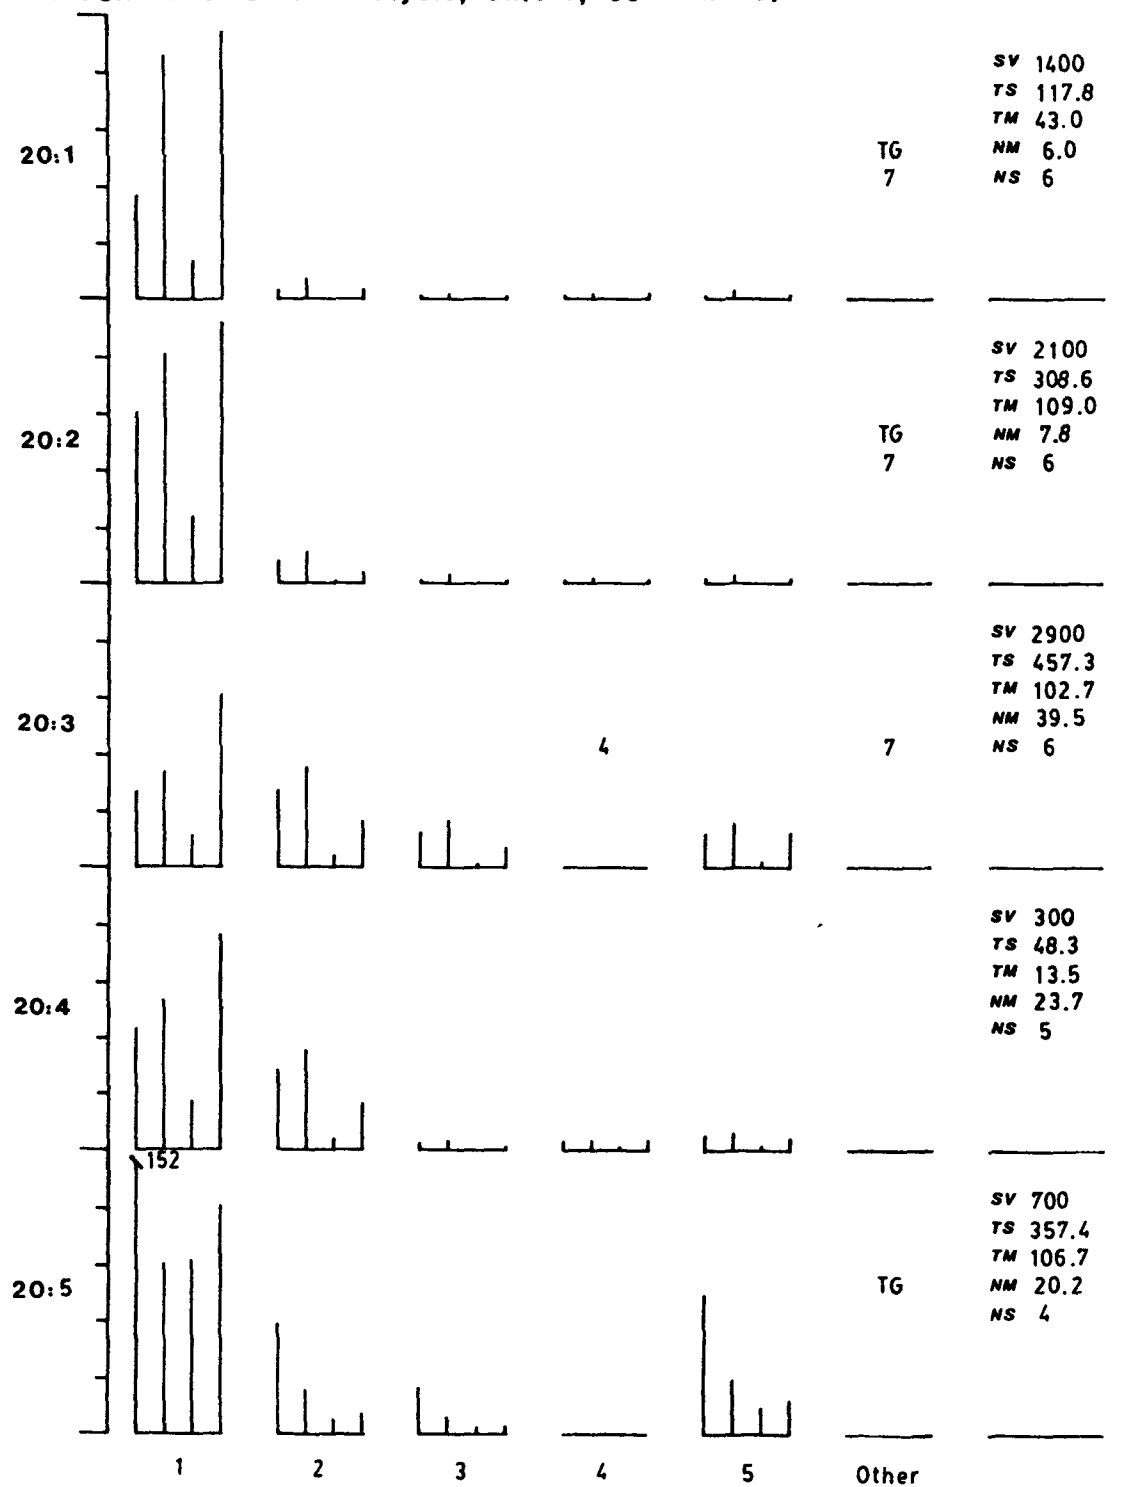 SV 1400
TS 117.8
TM 43.0
20:1
TG
NM 6.0
7
NS 6
SV 2100
TS 308.6
TM 109.0
20:2
TG
NM 7.8
7
NS 6
SV 2900
TS 457.3
TM 102.7
20:3
NM 39.5
4
7
NS 6
SV 300
TS 48.3
TM 13.5
20:4
NM 23.7
NS 5
152
SV 700
TS 357.4
TM 106.7
20:5
TG
NM 20.2
NS 4
1 2 3 4 5 Other